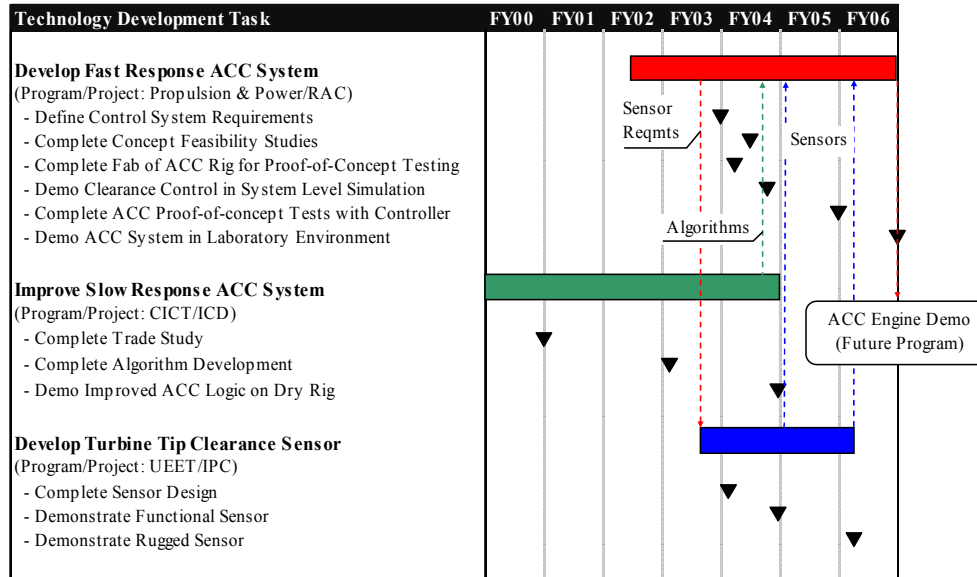 Technology Development Task FY00 FY01 FY02 FY03 FY04 FY05 FY06
Develop Fast Response ACC System
(Program/Project: Propulsion & Power/RAC)
- Define Control System Requirements
- Complete Concept Feasibility Studies
- Complete Fab of ACC Rig for Proof-of-Concept Testing
- Demo Clearance Control in System Level Simulation
- Complete ACC Proof-of-concept Tests with Controller
- Demo ACC System in Laboratory Environment
Sensor
Reqmts
Sensors
Algorithms
Improve Slow Response ACC System
(Program/Project: CICT/ICD)
- Complete Trade Study
- Complete Algorithm Development
- Demo Improved ACC Logic on Dry Rig
ACC Engine Demo
(Future Program)
Develop Turbine Tip Clearance Sensor
(Program/Project: UEET/IPC)
- Complete Sensor Design
- Demonstrate Functional Sensor
- Demonstrate Rugged Sensor